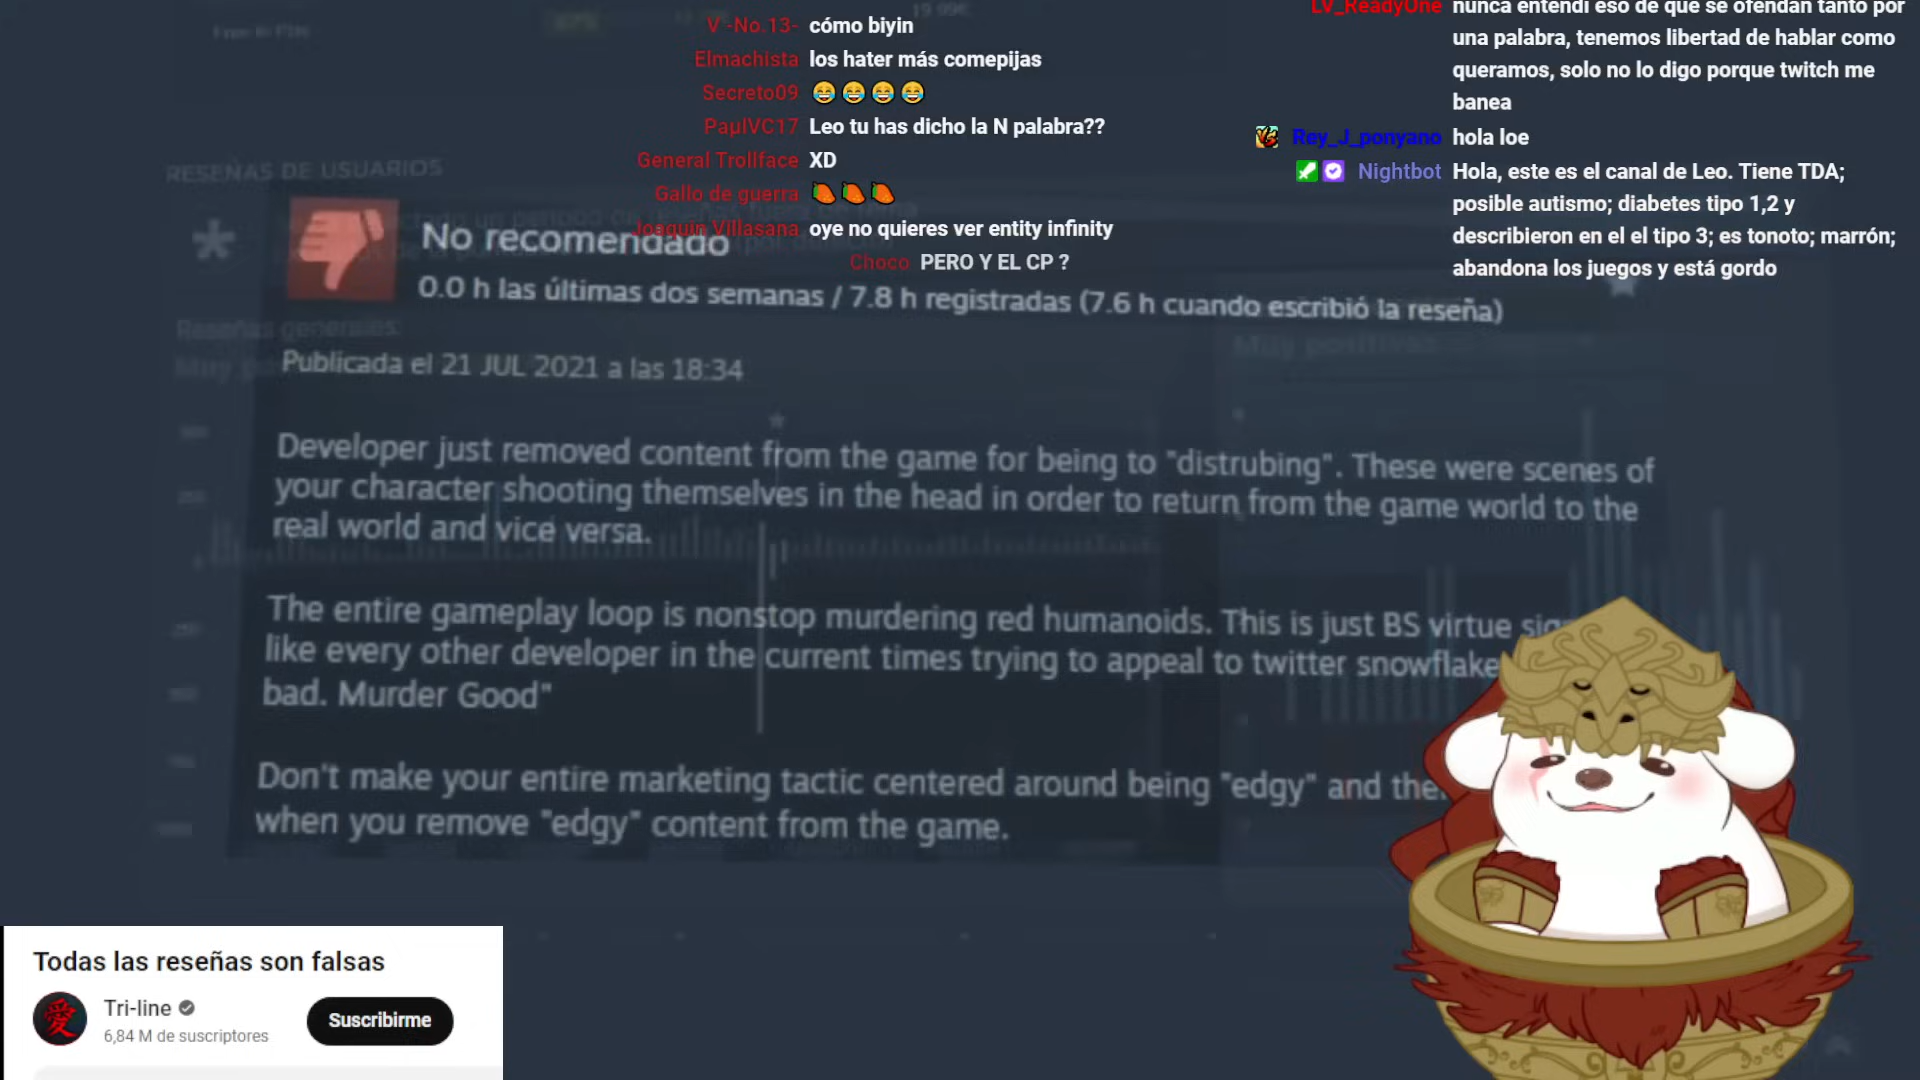 V -No.13- cómo biyin
Elmachista los hater más comepijas
Secreto09 😂😂😂😂
PaμlVC17 Leo tu has dicho la N palabra??
General Trollface XD
Gallo de guerra 🥭🥭🥭
Joaquin Villasana oye no quieres ver entity infinity
Choco PERO Y EL CP ?
LV_ReadyOne nunca entendí eso de que se ofendan tanto por
una palabra, tenemos libertad de hablar como
queramos, solo no lo digo porque twitch me
banea
Rey_J_ponyano hola loe
Nightbot Hola, este es el canal de Leo. Tiene TDA;
posible autismo; diabetes tipo 1,2 y
describieron en el el tipo 3; es tonoto; marrón;
abandona los juegos y está gordo
RESEÑAS DE USUARIOS
No recomendado
0.0 h las últimas dos semanas / 7.8 h registradas (7.6 h cuando escribió la reseña)
Reseñas generales:
Muy positivas
Publicada el 21 JUL 2021 a las 18:34
Developer just removed content from the game for being to "distrubing". These were scenes of
your character shooting themselves in the head in order to return from the game world to the
real world and vice versa.
The entire gameplay loop is nonstop murdering red humanoids. This is just BS virtue sig
like every other developer in the current times trying to appeal to twitter snowflake
bad. Murder Good"
Don't make your entire marketing tactic centered around being "edgy" and the
when you remove "edgy" content from the game.
Todas las reseñas son falsas
Tri-line
6,84 M de suscriptores
Suscribirme
愛